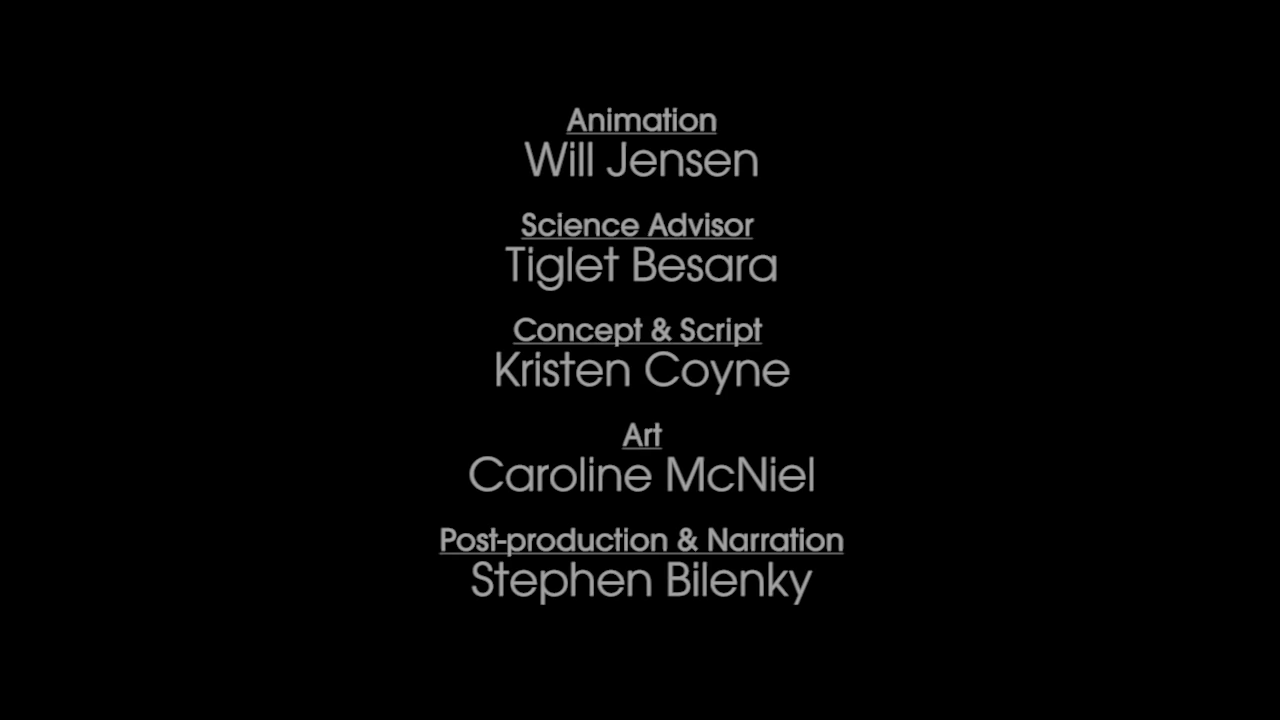 Animation
Will Jensen
Science Advisor
Tiglet Besara
Concept & Script
Kristen Coyne
Art
Caroline McNiel
Post-production & Narration
Stephen Bilenky